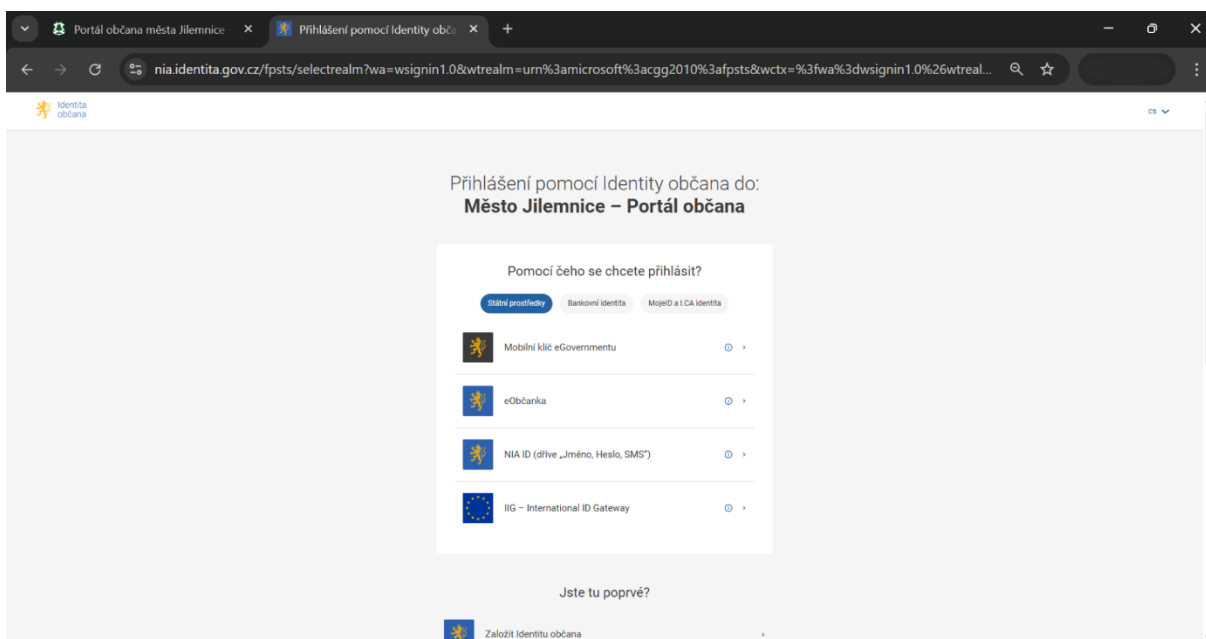 Portál občana města Jilemnice
Přihlášení pomocí Identity obča
nia.identita.gov.cz/fpsts/selectrealm?wa=wsignin1.0&wtrealm=urn%3amicrosoft%3acgg2010%3afpsts&wctx=%3fwa%3dwsignin1.0%26wtreal...
Identita
občana
cs
Přihlášení pomocí Identity občana do:
Město Jilemnice – Portál občana
Pomocí čeho se chcete přihlásit?
Státní prostředky Bankovní identita MojeID a I.CA identita
Mobilní klíč eGovernmentu
eObčanka
NIA ID (dříve „Jméno, Heslo, SMS“)
IIG – International ID Gateway
Jste tu poprvé?
Založit Identitu občana